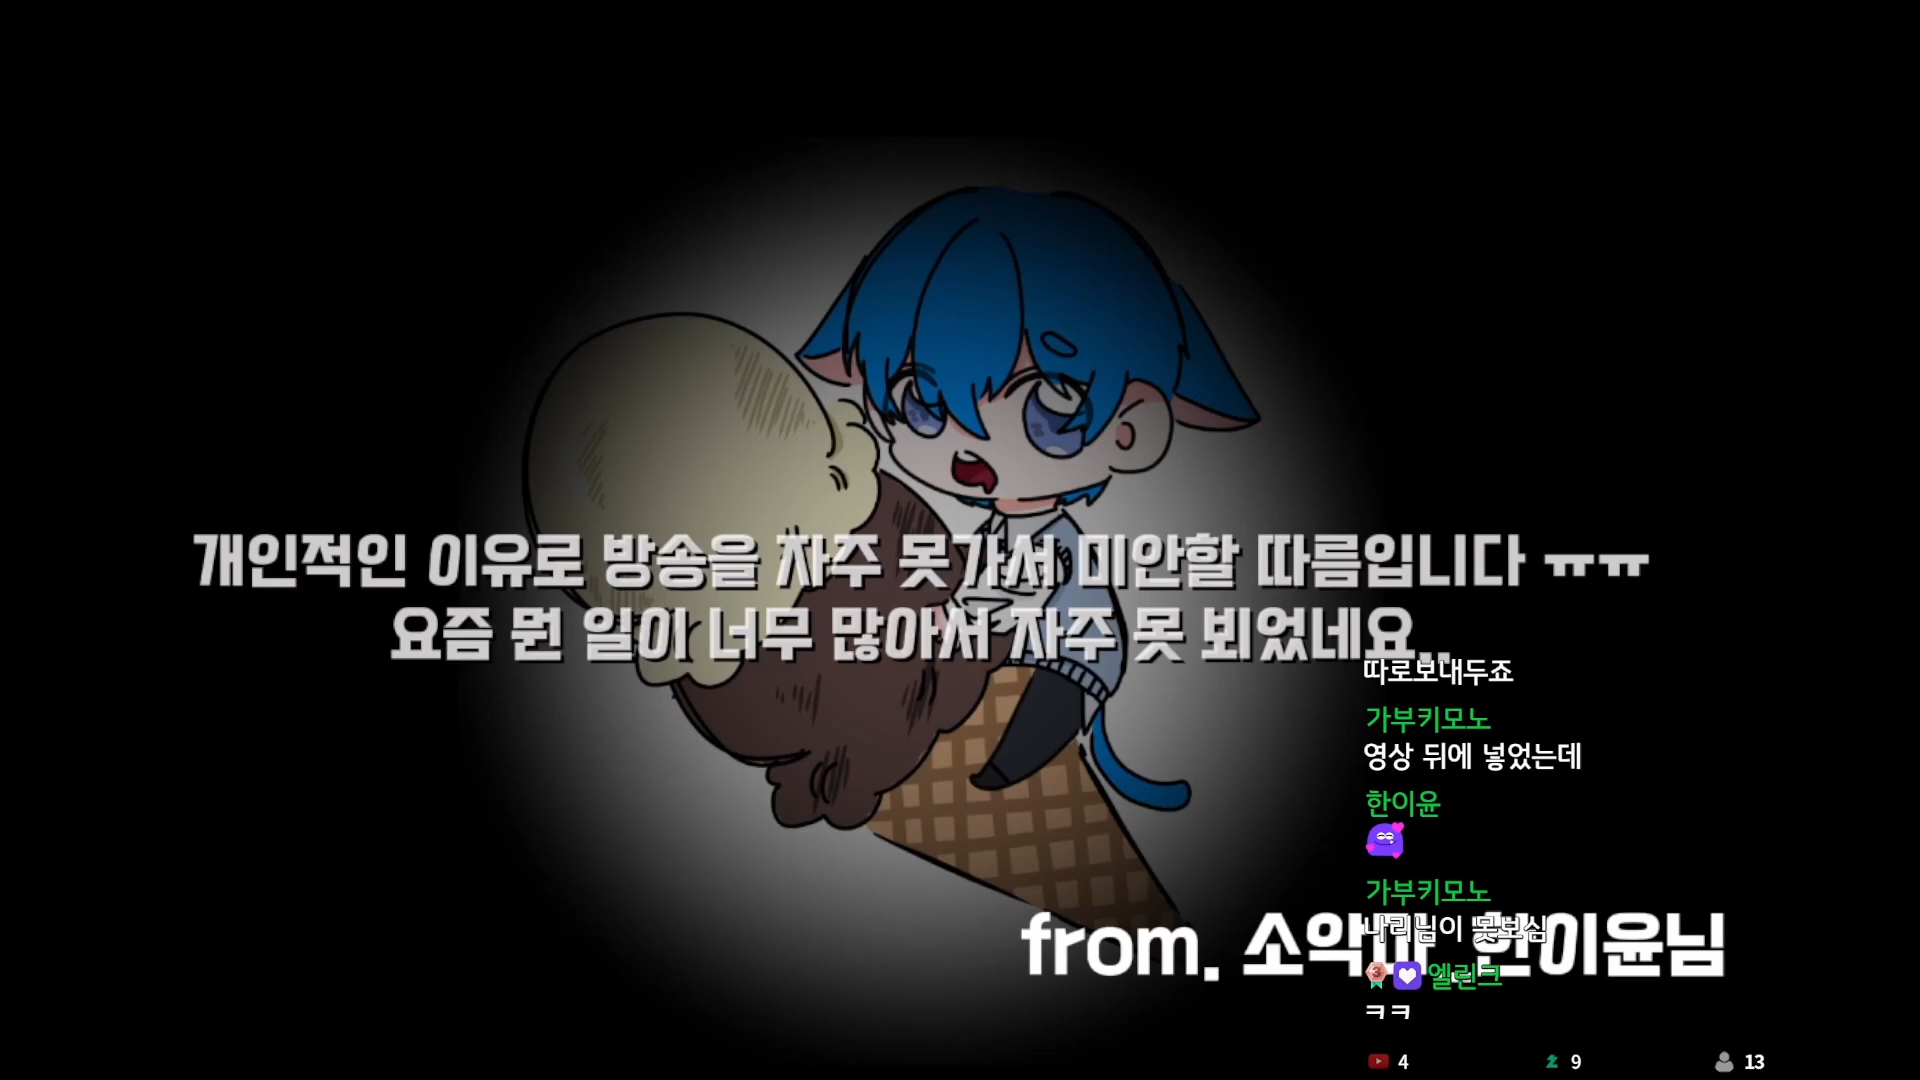 개인적인 이유로 방송을 자주 못가서 미안할 따름입니다 ㅠㅠ
요즘 뭔 일이 너무 많아서 자주 못 뵈었네요..
따로보내두죠
가부키모노
영상 뒤에 넣었는데
한이윤
가부키모노
나리님이 못보심
from. 소악마 한이윤님
3 엘린크
ㅋㅋ
4 9 13